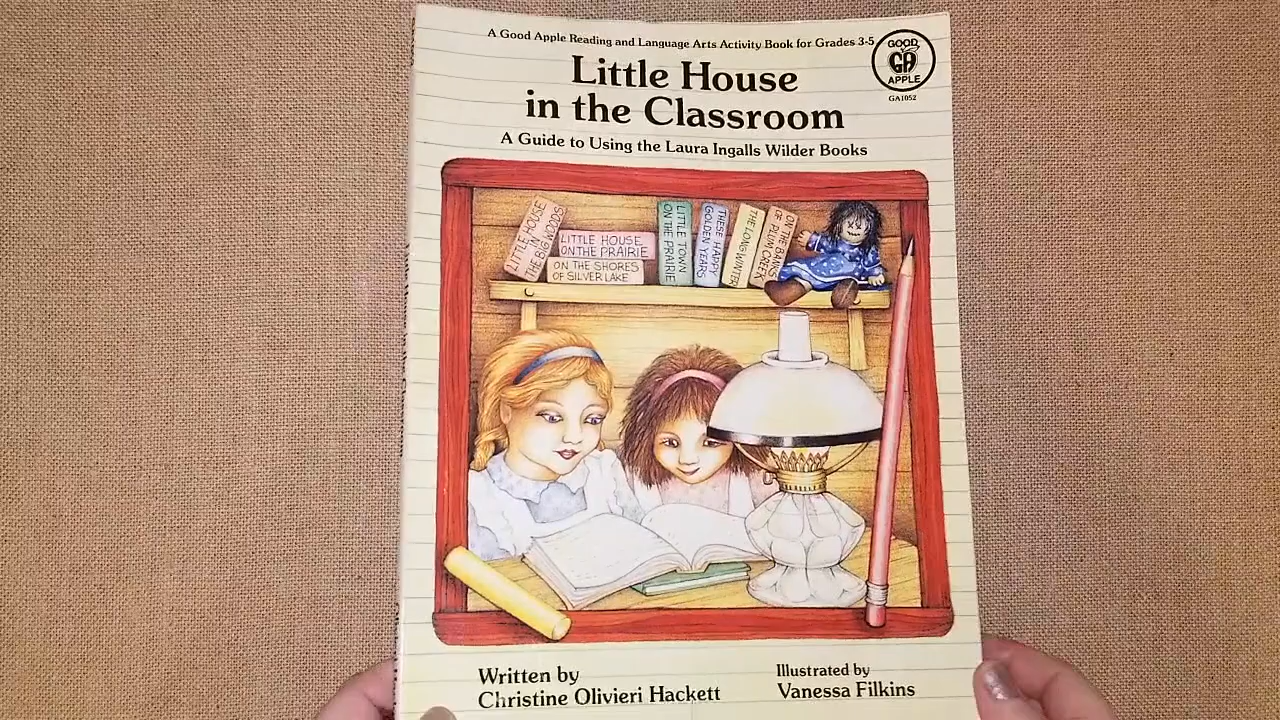 A Good Apple Reading and Language Arts Activity Book for Grades 3-5
GOOD
GA
APPLE
GA1052
Little House
in the Classroom
A Guide to Using the Laura Ingalls Wilder Books
LITTLE HOUSE
IN
THE BIG WOODS
LITTLE HOUSE
ON THE PRAIRIE
ON THE SHORES
OF SILVER LAKE
LITTLE TOWN
ON THE PRAIRIE
THESE HAPPY
GOLDEN YEARS
THE LONG WINTER
ON THE BANKS
OF PLUM CREEK
Written by
Christine Olivieri Hackett
Illustrated by
Vanessa Filkins